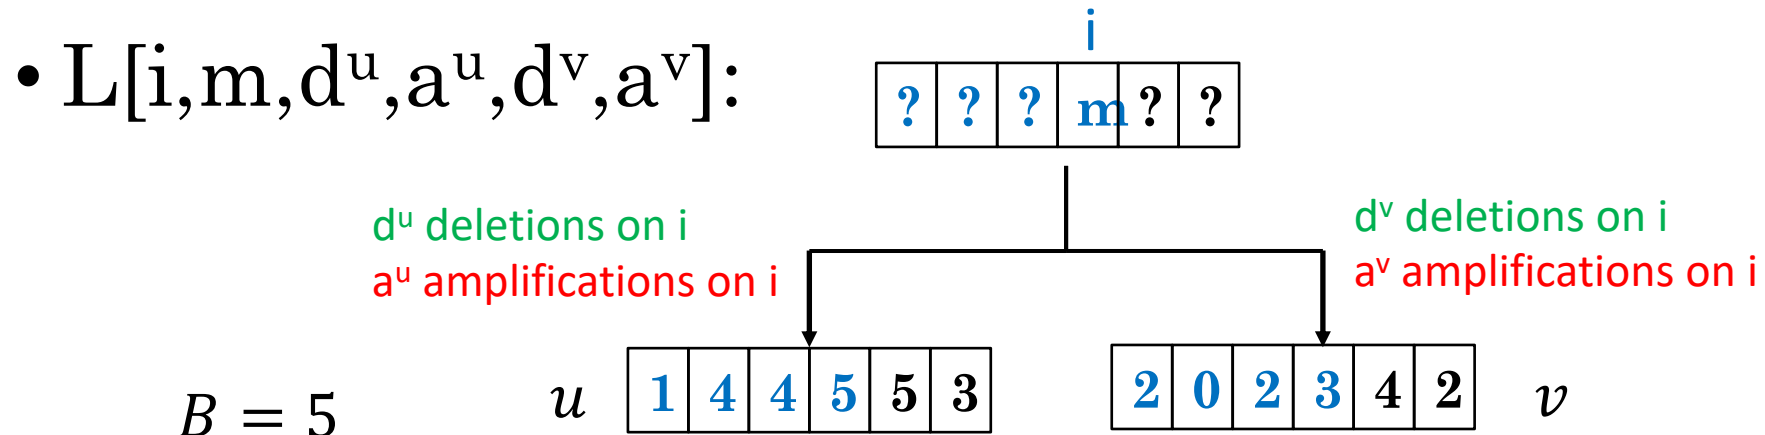 i
• L[i,m,dᵘ,aᵘ,dᵛ,aᵛ]:
? ? ? m ? ?
dᵘ deletions on i
aᵘ amplifications on i
dᵛ deletions on i
aᵛ amplifications on i
B = 5
u
1 4 4 5 5 3
2 0 2 3 4 2
v